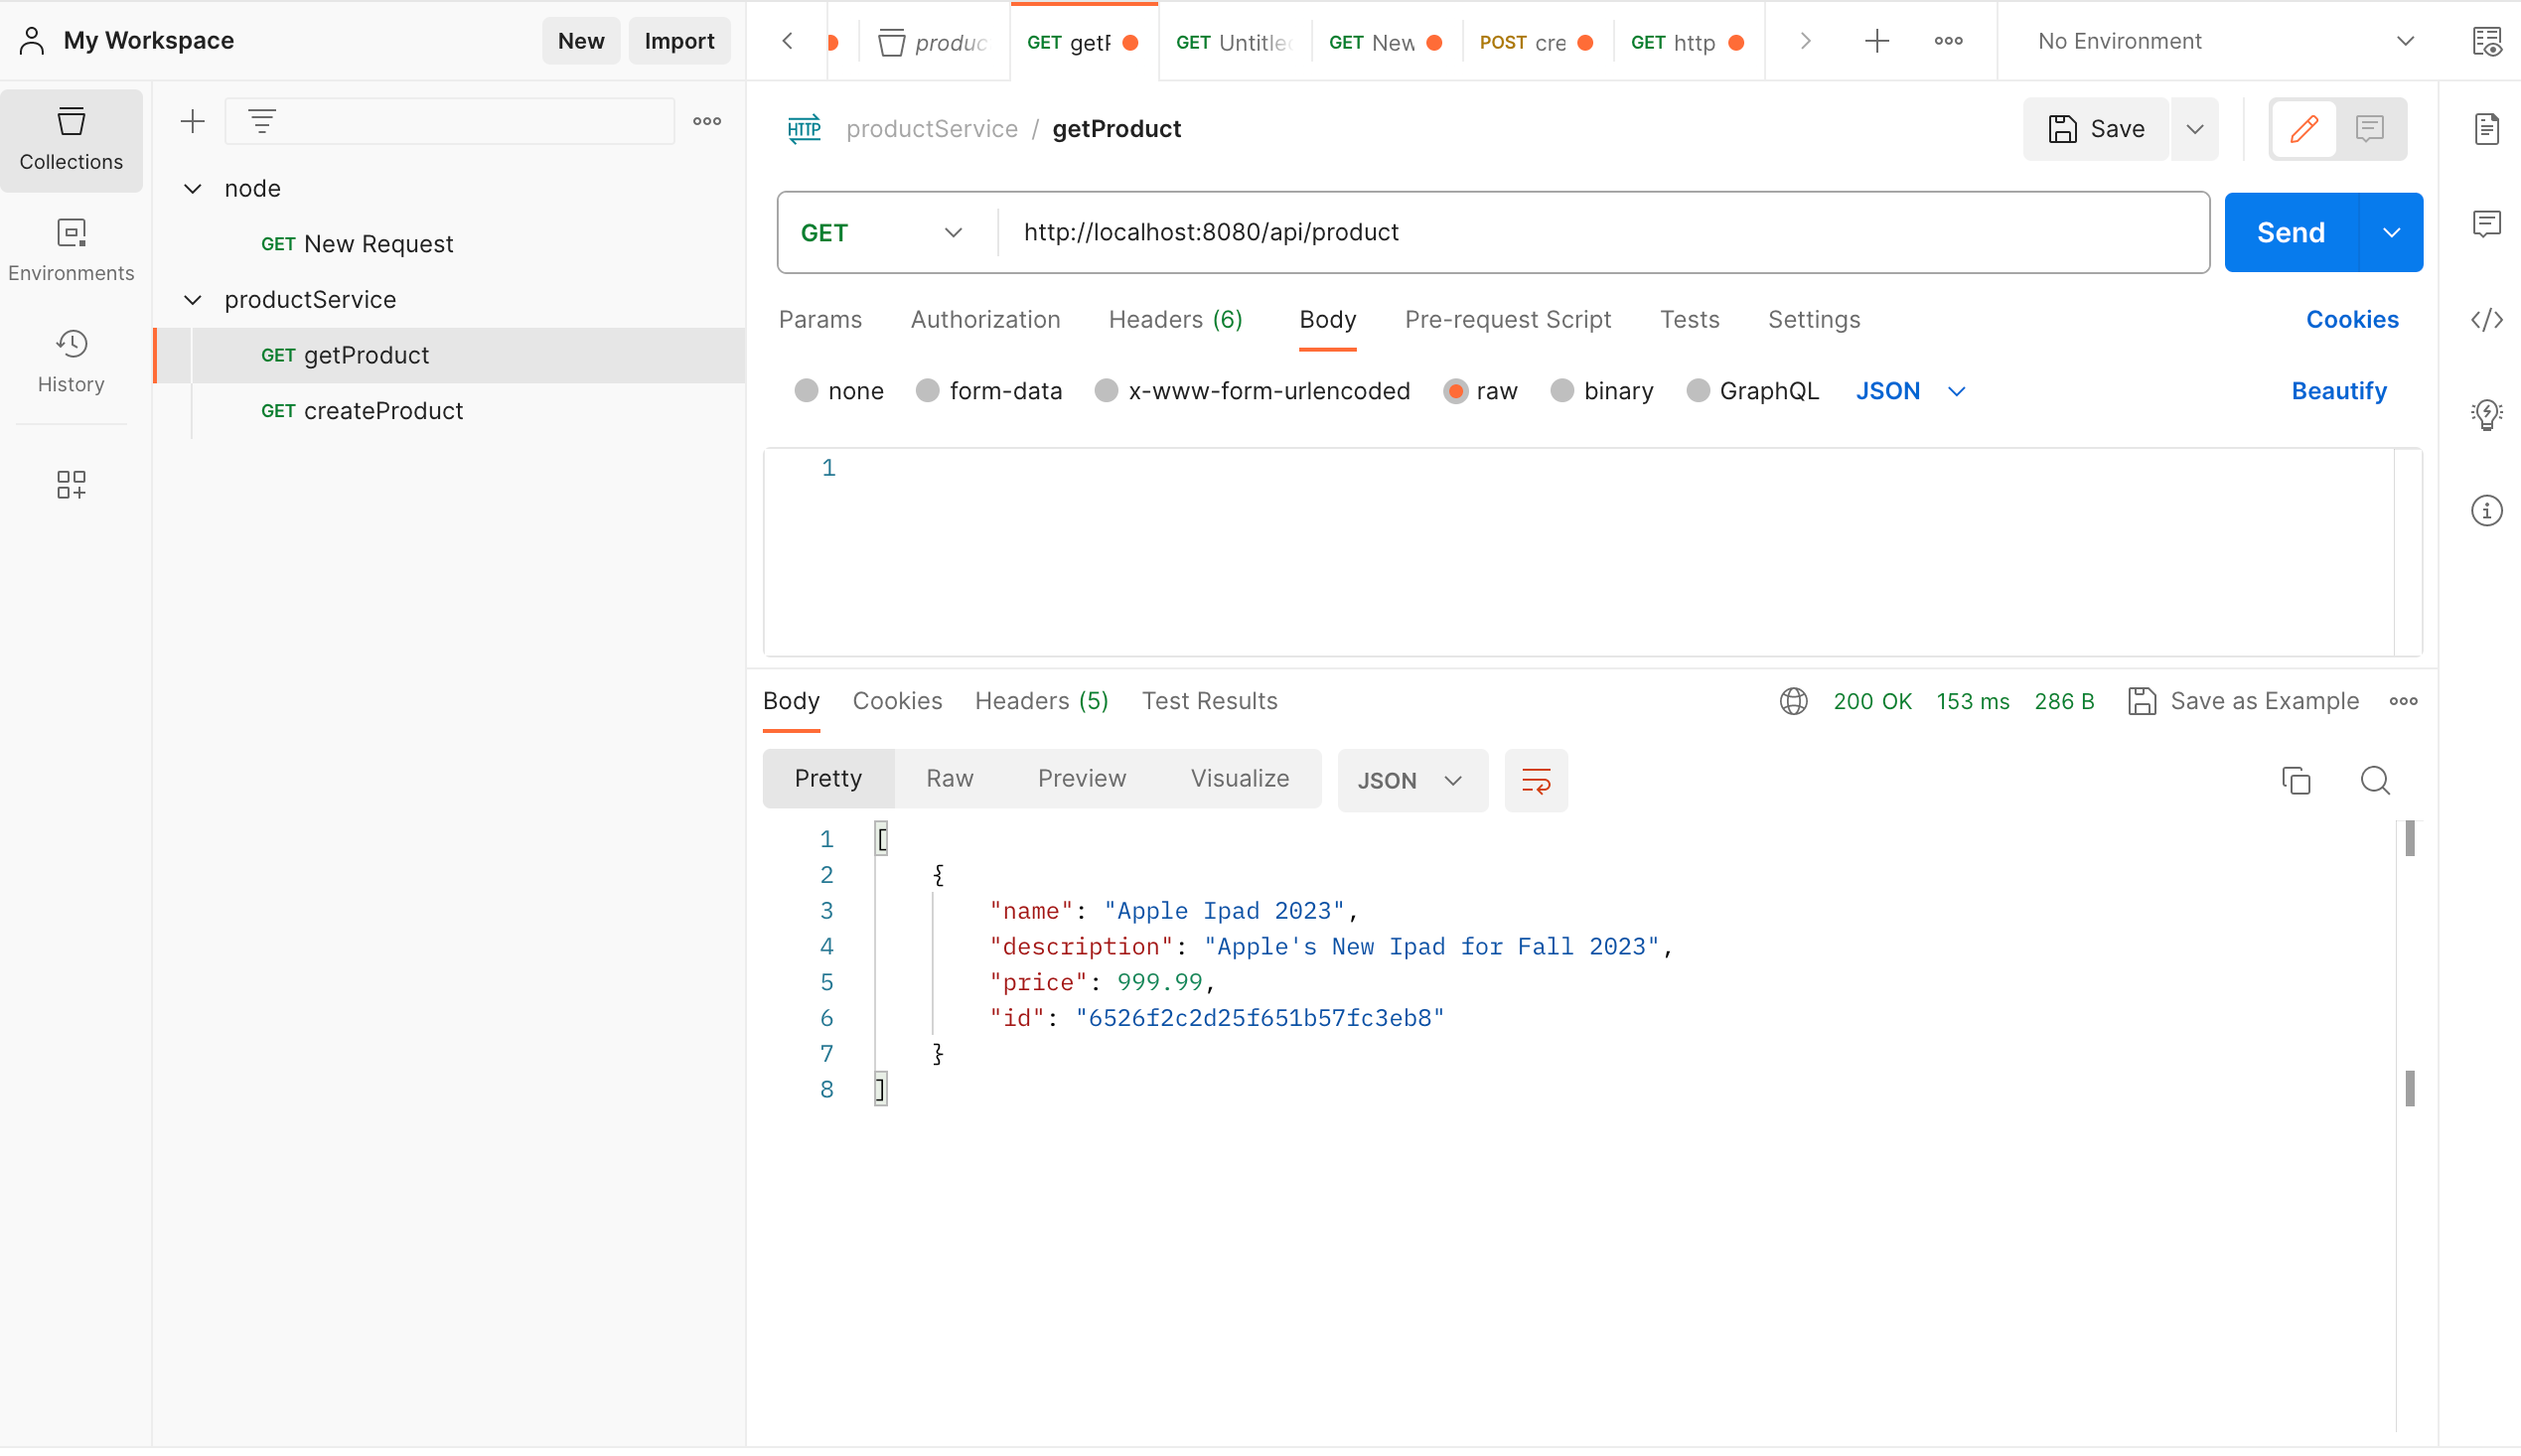 My Workspace
New
Import
produc
GET getP
GET Untitled
GET New
POST cre
GET http
No Environment
Collections
Environments
History
node
GET New Request
productService
GET getProduct
GET createProduct
HTTP
productService / getProduct
Save
GET
http://localhost:8080/api/product
Send
Params
Authorization
Headers (6)
Body
Pre-request Script
Tests
Settings
Cookies
none
form-data
x-www-form-urlencoded
raw
binary
GraphQL
JSON
Beautify
1
Body
Cookies
Headers (5)
Test Results
200 OK
153 ms
286 B
Save as Example
Pretty
Raw
Preview
Visualize
JSON
1 [
2 {
3 "name": "Apple Ipad 2023",
4 "description": "Apple's New Ipad for Fall 2023",
5 "price": 999.99,
6 "id": "6526f2c2d25f651b57fc3eb8"
7 }
8 ]